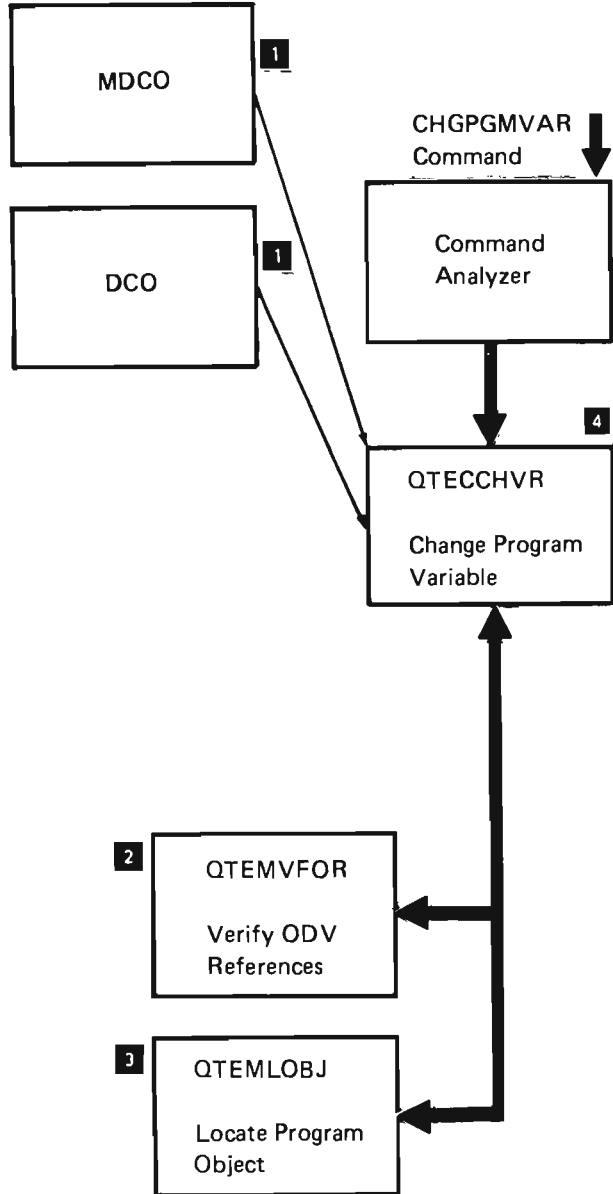 MDCO
1
CHGPGMVAR
Command
DCO
1
Command
Analyzer
4
QTECCHVR
Change Program
Variable
2
QTEMVFOR
Verify ODV
References
3
QTEMLOBJ
Locate Program
Object